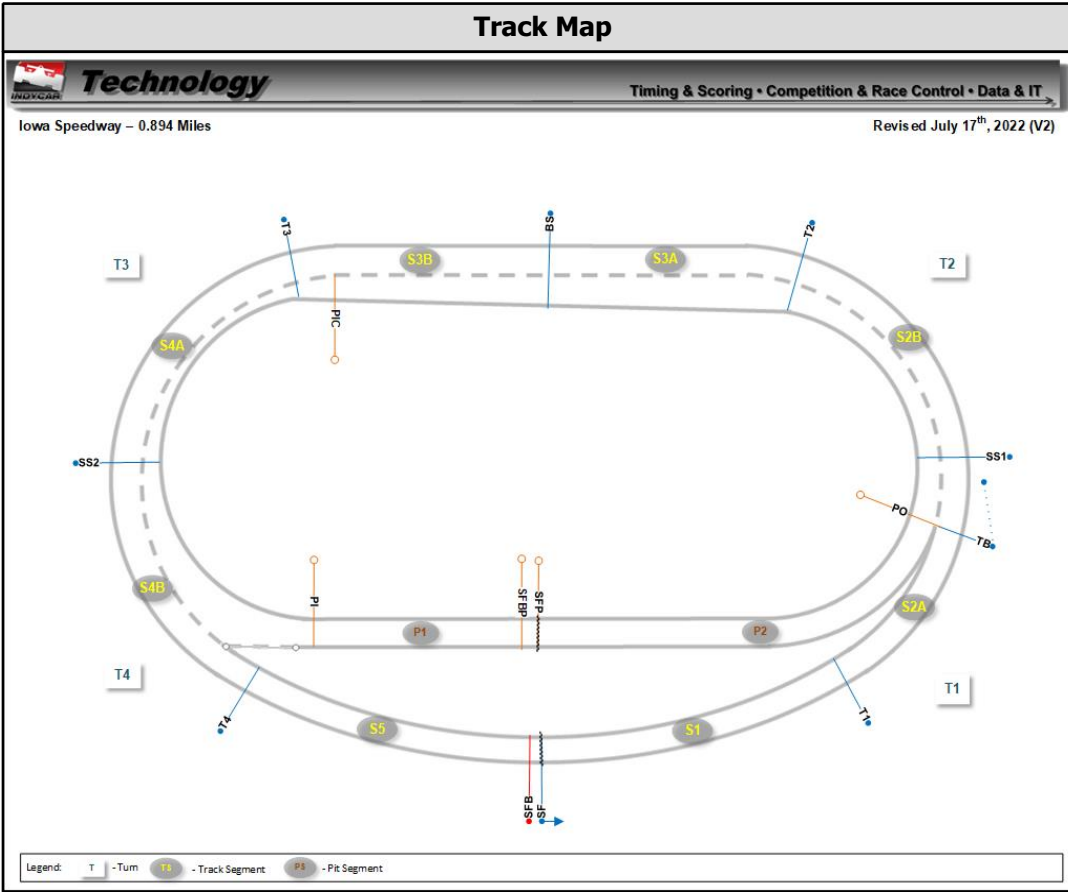 Track Map
INDYCAR Technology
Timing & Scoring • Competition & Race Control • Data & IT
Iowa Speedway – 0.894 Miles
Revised July 17th, 2022 (V2)
T3
BS
T2
T3
S3B
S3A
T2
PIC
S4A
S2B
SS2
SS1
PO
TB
PI
SFBP
SFP
S4B
S2A
P1
P2
T4
T1
T4
S5
S1
T1
SFB
SF
Legend: T - Turn TS - Track Segment PS - Pit Segment